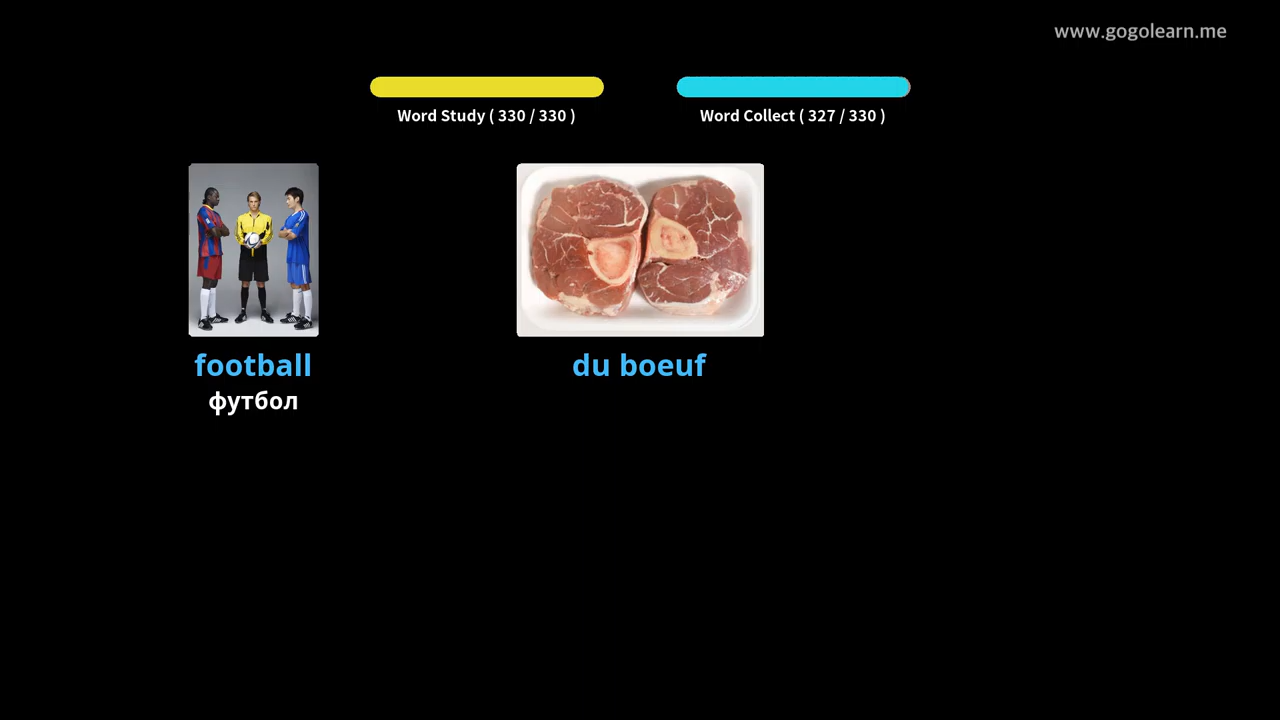 www.gogolearn.me
Word Study ( 330 / 330 )
Word Collect ( 327 / 330 )
football
футбол
du boeuf